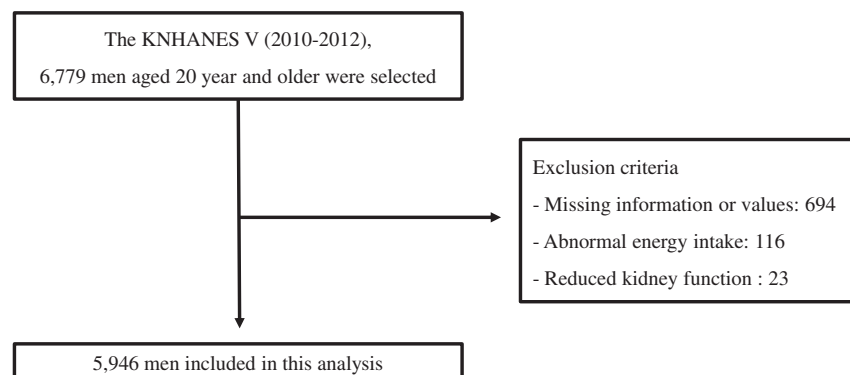 The KNHANES V (2010-2012),
6,779 men aged 20 year and older were selected
Exclusion criteria
- Missing information or values: 694
- Abnormal energy intake: 116
- Reduced kidney function : 23
5,946 men included in this analysis